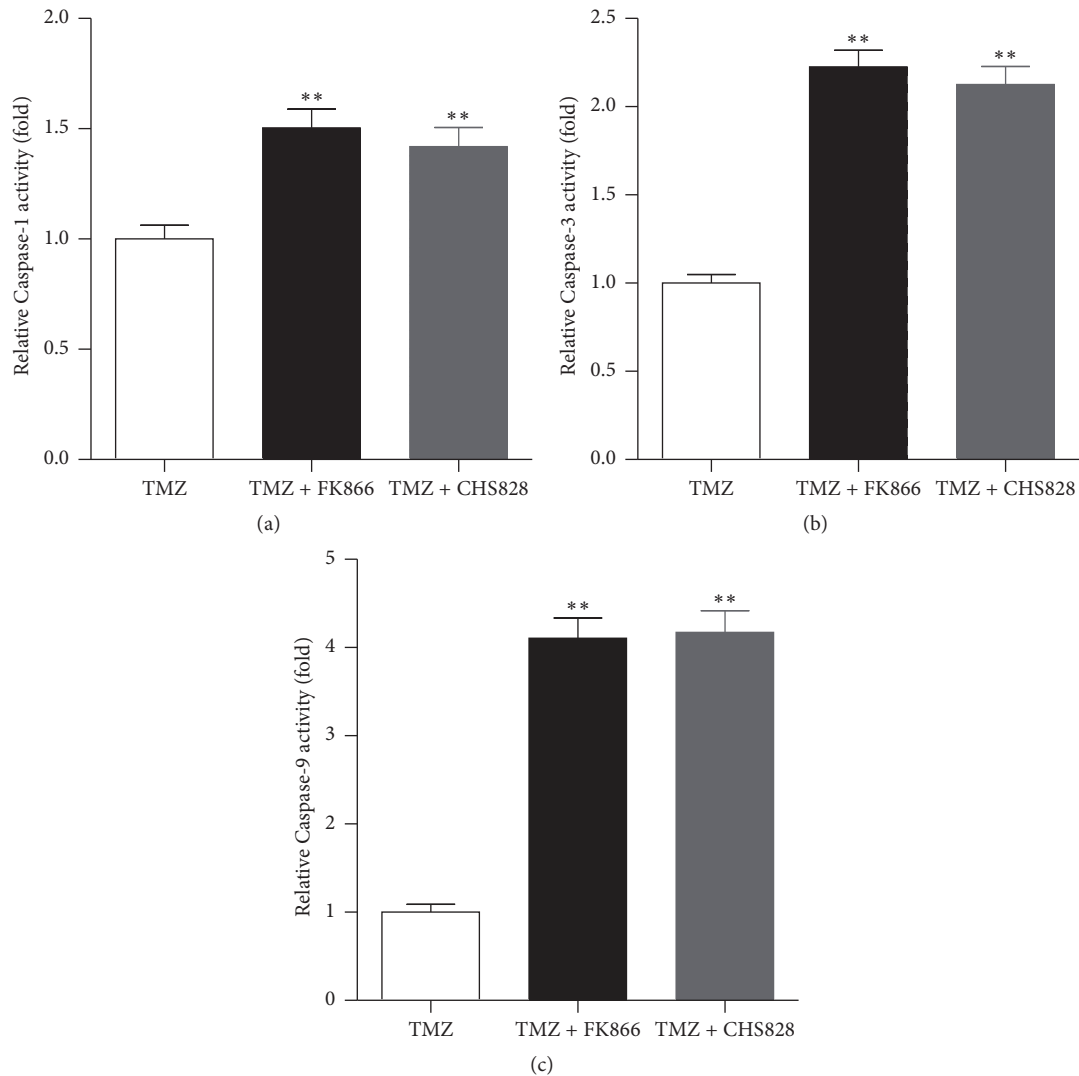 Relative Caspase-1 activity (fold)
2.0
1.5
1.0
0.5
0.0
**
**
TMZ
TMZ + FK866
TMZ + CHS828
(a)
Relative Caspase-3 activity (fold)
2.5
2.0
1.5
1.0
0.5
0.0
**
**
TMZ
TMZ + FK866
TMZ + CHS828
(b)
Relative Caspase-9 activity (fold)
5
4
3
2
1
0
**
**
TMZ
TMZ + FK866
TMZ + CHS828
(c)